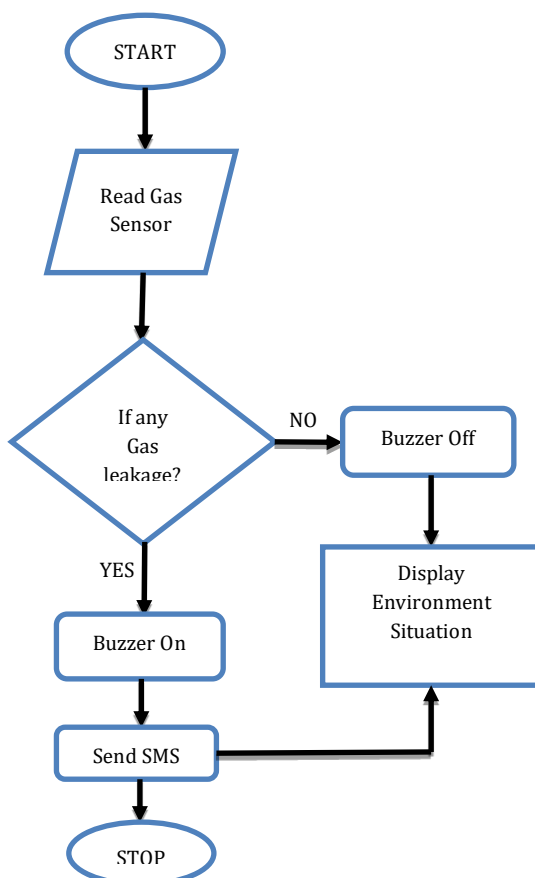 START
Read Gas
Sensor
If any
Gas
leakage?
NO
Buzzer Off
YES
Display
Environment
Situation
Buzzer On
Send SMS
STOP